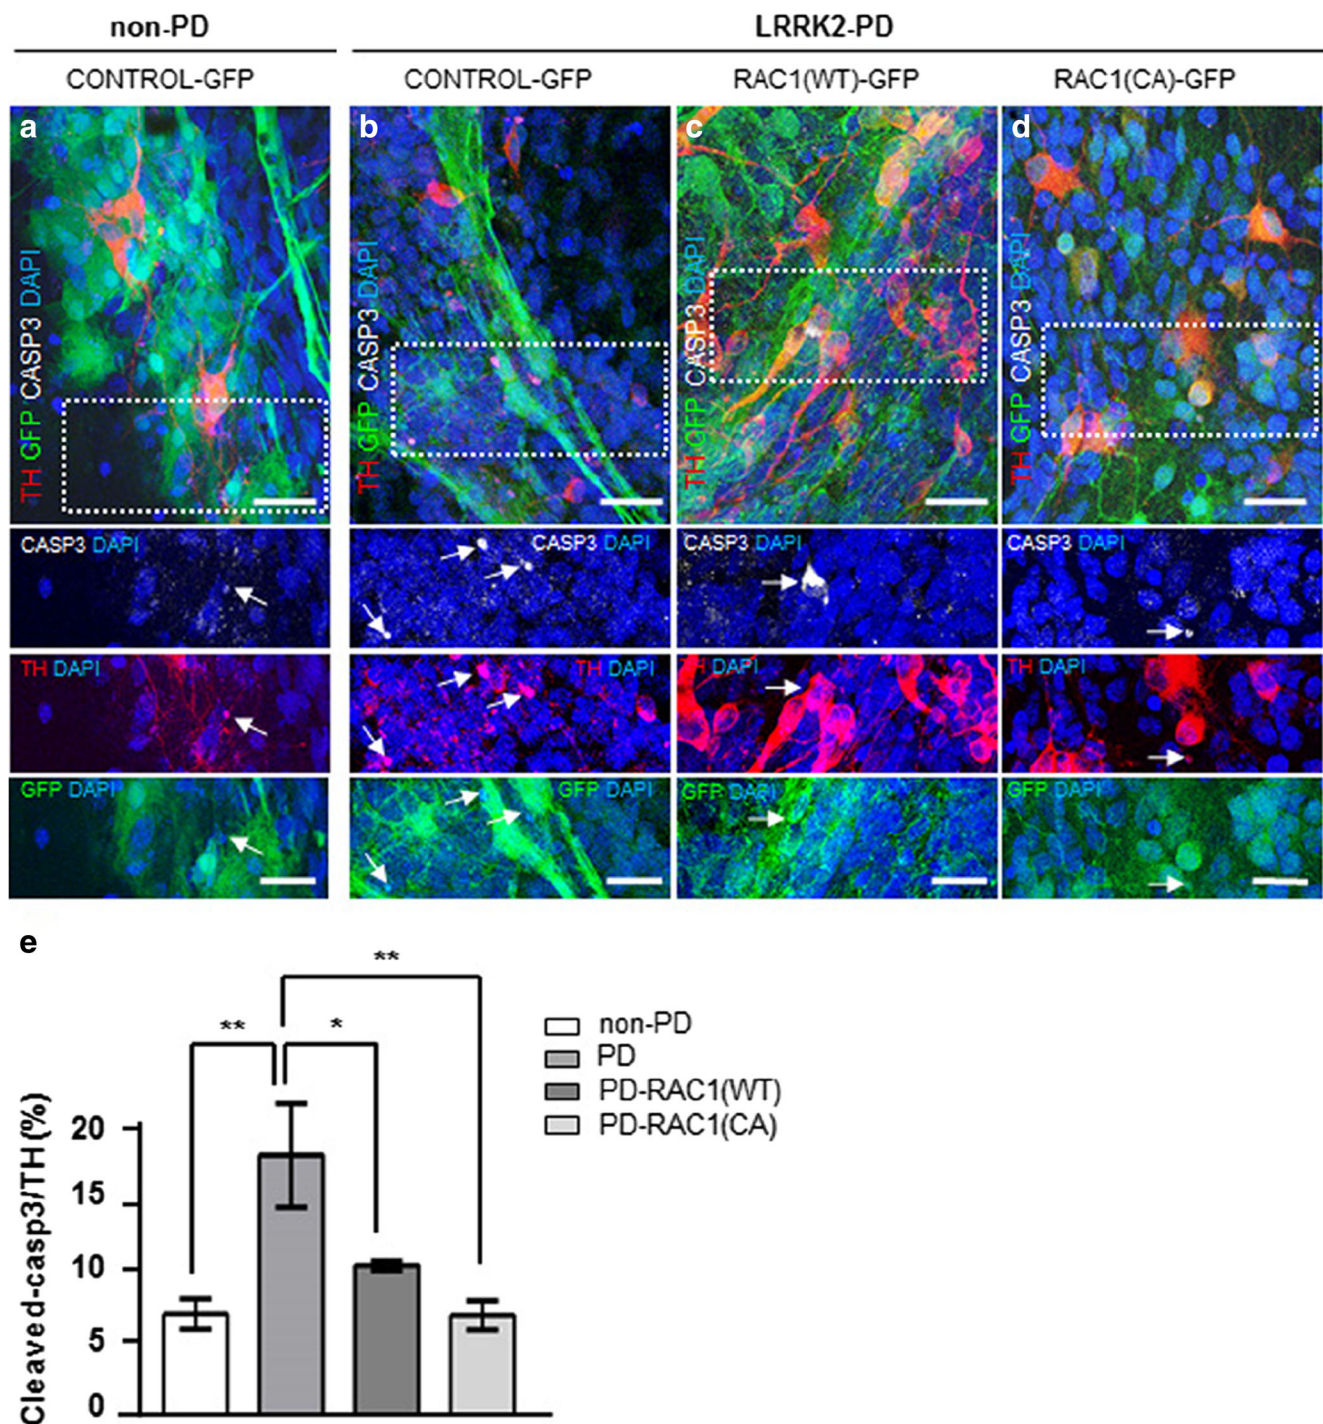 non-PD
LRRK2-PD
CONTROL-GFP
CONTROL-GFP
RAC1(WT)-GFP
RAC1(CA)-GFP
a
b
c
d
TH GFP CASP3 DAPI
TH GFP CASP3 DAPI
TH GFP CASP3 DAPI
TH GFP CASP3 DAPI
CASP3 DAPI
CASP3 DAPI
CASP3 DAPI
CASP3 DAPI
TH DAPI
TH DAPI
TH DAPI
TH DAPI
GFP DAPI
GFP DAPI
GFP DAPI
GFP DAPI
e
**
**
*
non-PD
PD
PD-RAC1(WT)
PD-RAC1(CA)
Cleaved-casp3/TH (%)
20
15
10
5
0